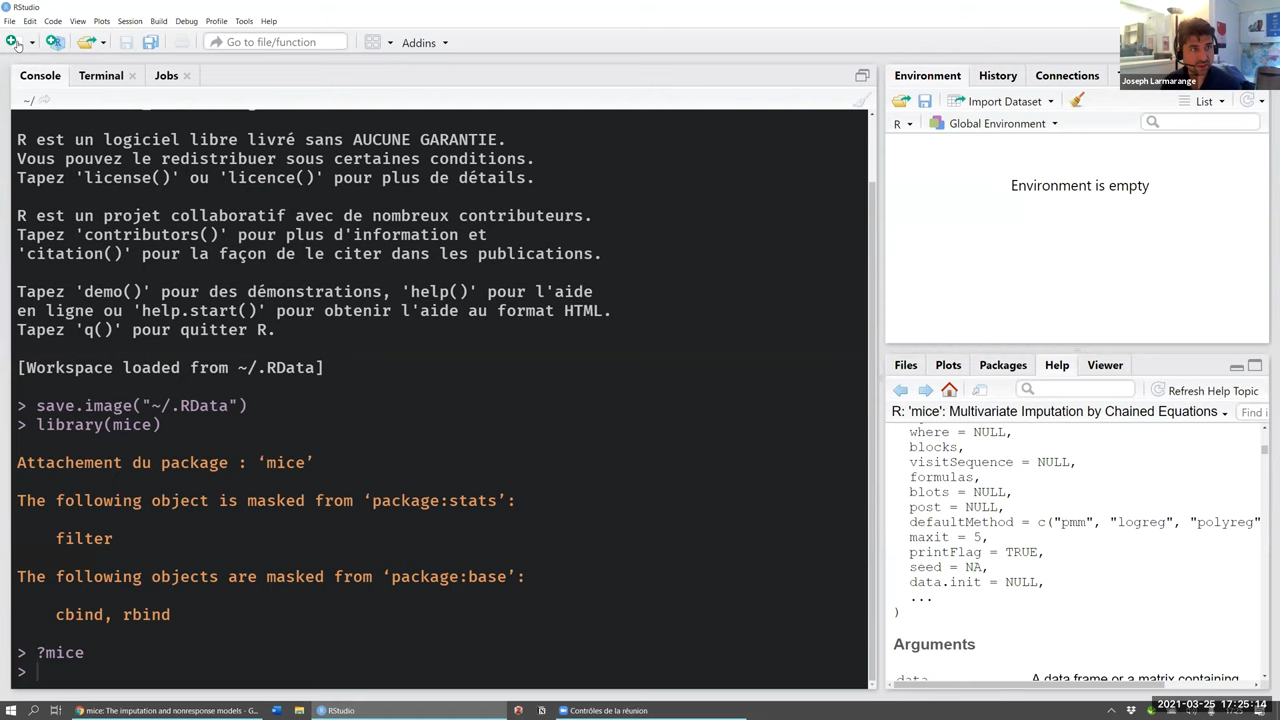 RStudio
File Edit Code View Plots Session Build Debug Profile Tools Help
Go to file/function
Addins
Joseph Larmarange
Console Terminal Jobs
~/
R est un logiciel libre livré sans AUCUNE GARANTIE.
Vous pouvez le redistribuer sous certaines conditions.
Tapez 'license()' ou 'licence()' pour plus de détails.
R est un projet collaboratif avec de nombreux contributeurs.
Tapez 'contributors()' pour plus d'information et
'citation()' pour la façon de le citer dans les publications.
Tapez 'demo()' pour des démonstrations, 'help()' pour l'aide
en ligne ou 'help.start()' pour obtenir l'aide au format HTML.
Tapez 'q()' pour quitter R.
[Workspace loaded from ~/.RData]
> save.image("~/.RData")
> library(mice)
Attachement du package : ‘mice’
The following object is masked from ‘package:stats’:
filter
The following objects are masked from ‘package:base’:
cbind, rbind
> ?mice
>
Environment History Connections
Import Dataset
List
R Global Environment
Environment is empty
Files Plots Packages Help Viewer
Refresh Help Topic
R: 'mice': Multivariate Imputation by Chained Equations
Find i
where = NULL,
blocks,
visitSequence = NULL,
formulas,
blots = NULL,
post = NULL,
defaultMethod = c("pmm", "logreg", "polyreg"
maxit = 5,
printFlag = TRUE,
seed = NA,
data.init = NULL,
...
)
Arguments
data A data frame or a matrix containing
mice: The imputation and nonresponse models - G...
RStudio
Contrôles de la réunion
2021-03-25 17:25:14